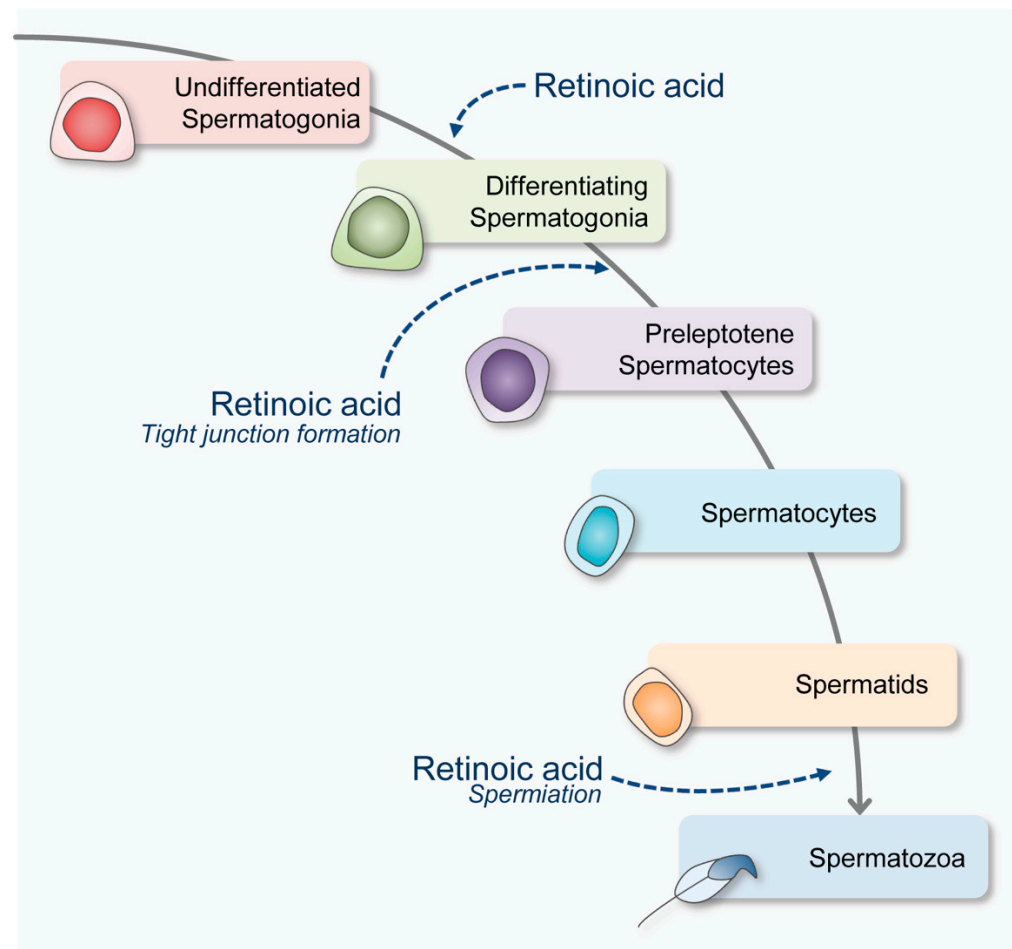 Undifferentiated
Spermatogonia
Retinoic acid
Differentiating
Spermatogonia
Preleptotene
Spermatocytes
Retinoic acid
Tight junction formation
Spermatocytes
Spermatids
Retinoic acid
Spermiation
Spermatozoa